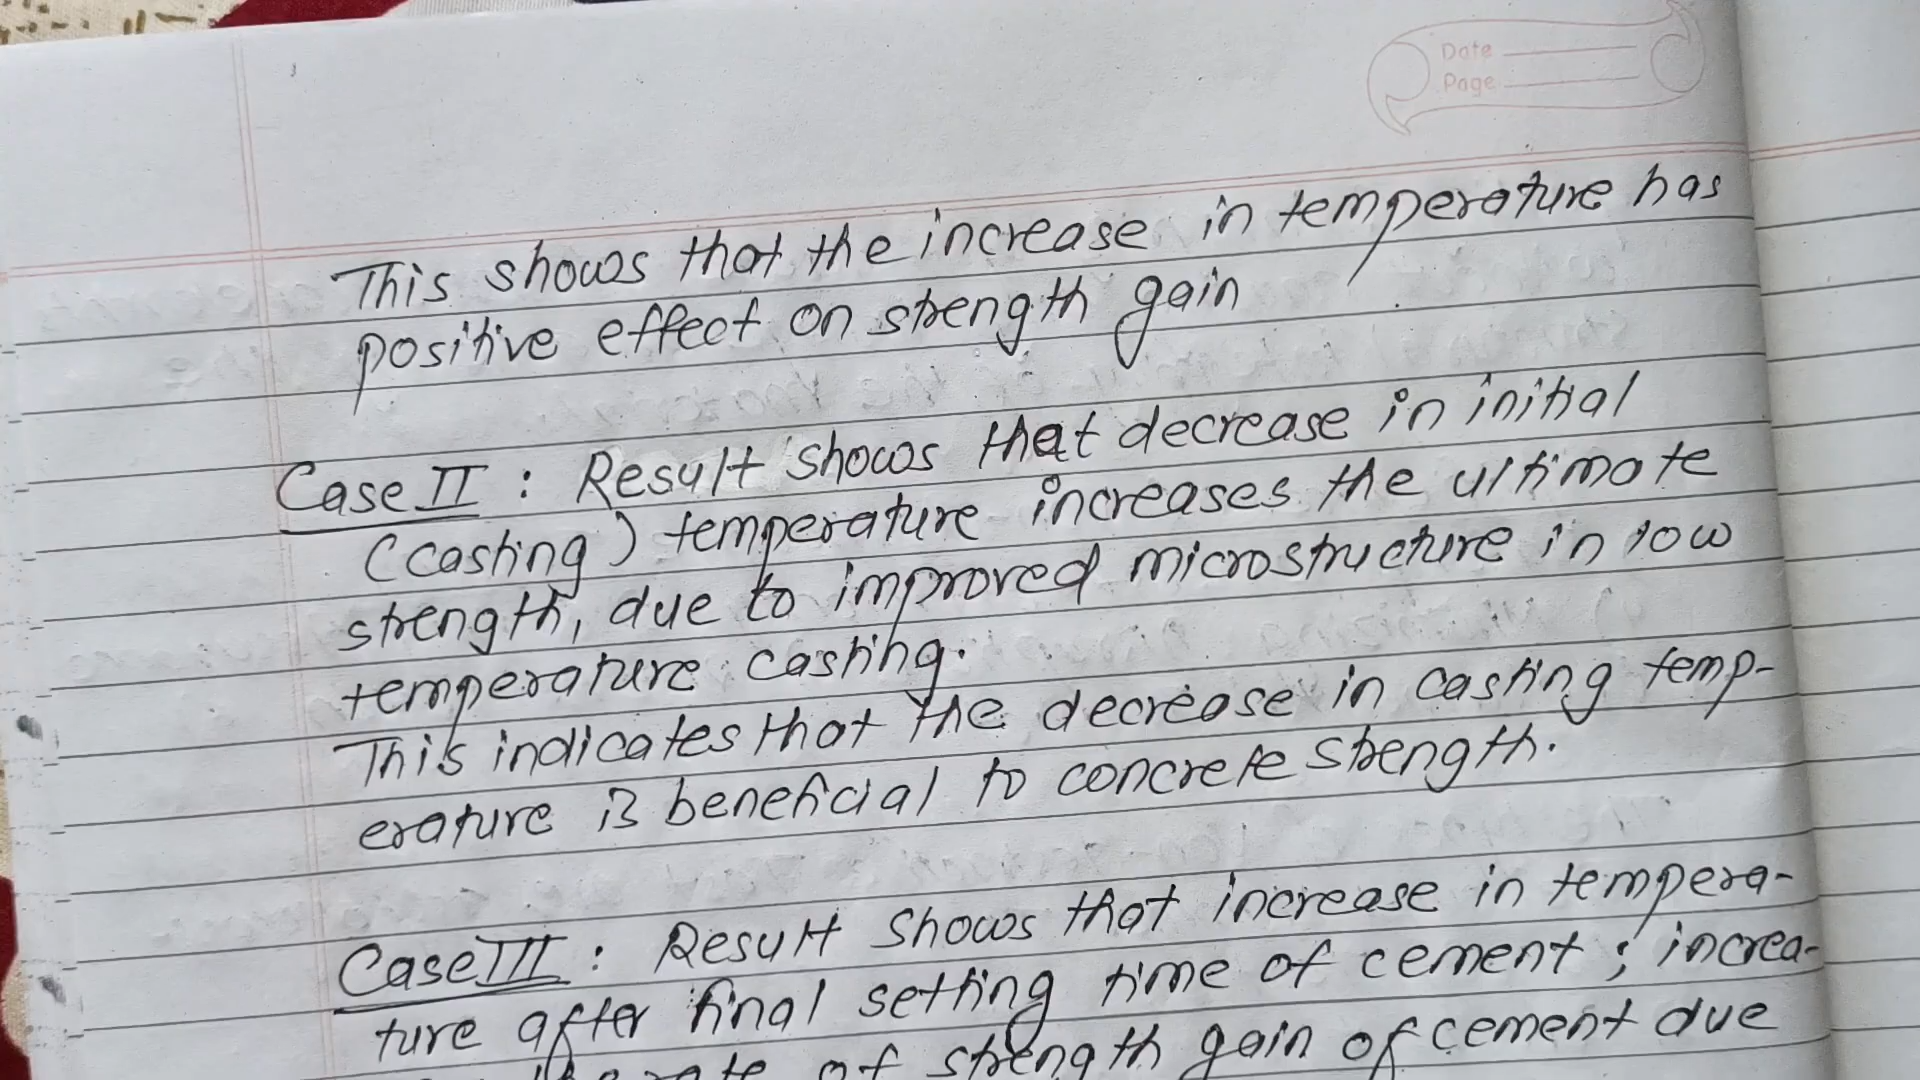 Date
Page
This shows that the increase in temperature has
positive effect on strength gain
Case II : Result shows that decrease in initial
(casting) temperature increases the ultimate
strength, due to improved microstructure in low
temperature casting.
This indicates that the decrease in casting temp-
erature is beneficial to concrete strength.
Case III : Result shows that increase in tempera-
ture after final setting time of cement ; increa-
rate of strength gain of cement due